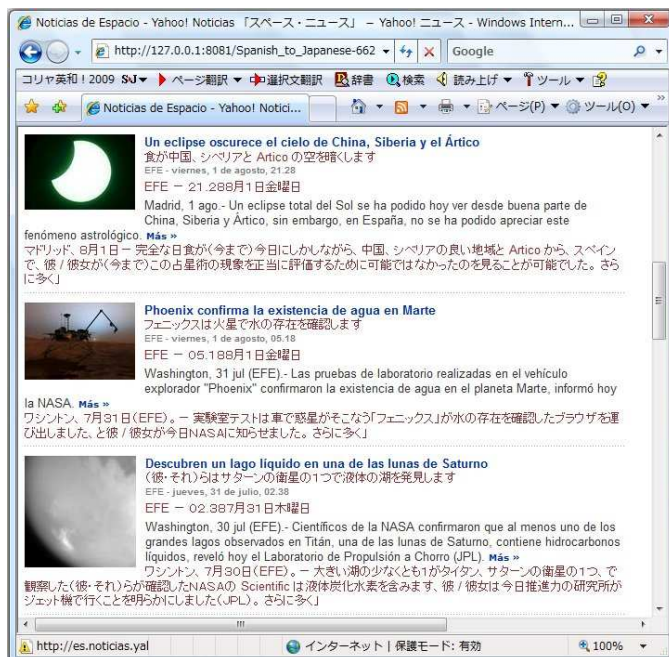 Noticias de Espacio - Yahoo! Noticias 「スペース・ニュース」 - Yahoo! ニュース - Windows Intern...
http://127.0.0.1:8081/Spanish_to_Japanese-662
Google
コリャ英和！2009 ページ翻訳 選択文翻訳 辞書 検索 読み上げ ツール
Noticias de Espacio - Yahoo! Notici...
ページ(P) ツール(O) »
Un eclipse oscurece el cielo de China, Siberia y el Ártico
食が中国、シベリアと Artico の空を暗くします
EFE - viernes, 1 de agosto, 21.28
EFE － 21.288月1日金曜日
Madrid, 1 ago.- Un eclipse total del Sol se ha podido hoy ver desde buena parte de
China, Siberia y Ártico, sin embargo, en España, no se ha podido apreciar este
fenómeno astrológico. Más »
マドリッド、8月1日－ 完全な日食が（今まで）今日にしかしながら、中国、シベリアの良い地域と Artico から、スペイン
で、彼 / 彼女が（今まで）この占星術の現象を正当に評価するために可能ではなかったのを見ることが可能でした。さら
に多く」
Phoenix confirma la existencia de agua en Marte
フェニックスは火星で水の存在を確認します
EFE - viernes, 1 de agosto, 05.18
EFE － 05.188月1日金曜日
Washington, 31 jul (EFE).- Las pruebas de laboratorio realizadas en el vehículo
explorador "Phoenix" confirmaron la existencia de agua en el planeta Marte, informó hoy
la NASA. Más »
ワシントン、7月31日（EFE）。－ 実験室テストは車で惑星がそこなう「フェニックス」が水の存在を確認したブラウザを運
び出しました、と彼 / 彼女が今日NASAに知らせました。さらに多く」
Descubren un lago líquido en una de las lunas de Saturno
（彼・それ）らはサターンの衛星の1つで液体の湖を発見します
EFE - jueves, 31 de julio, 02.38
EFE － 02.387月31日木曜日
Washington, 30 jul (EFE).- Científicos de la NASA confirmaron que al menos uno de los
grandes lagos observados en Titán, una de las lunas de Saturno, contiene hidrocarbonos
líquidos, reveló hoy el Laboratorio de Propulsión a Chorro (JPL). Más »
ワシントン、7月30日（EFE）。－ 大きい湖の少なくとも1がタイタン、サターンの衛星の1つ、で
観察した（彼・それ）らが確認したNASAの Scientific は液体炭化水素を含みます、彼 / 彼女は今日推進力の研究所が
ジェット機で行くことを明らかにしました（JPL）。さらに多く」
http://es.noticias.yal
インターネット | 保護モード: 有効
100%